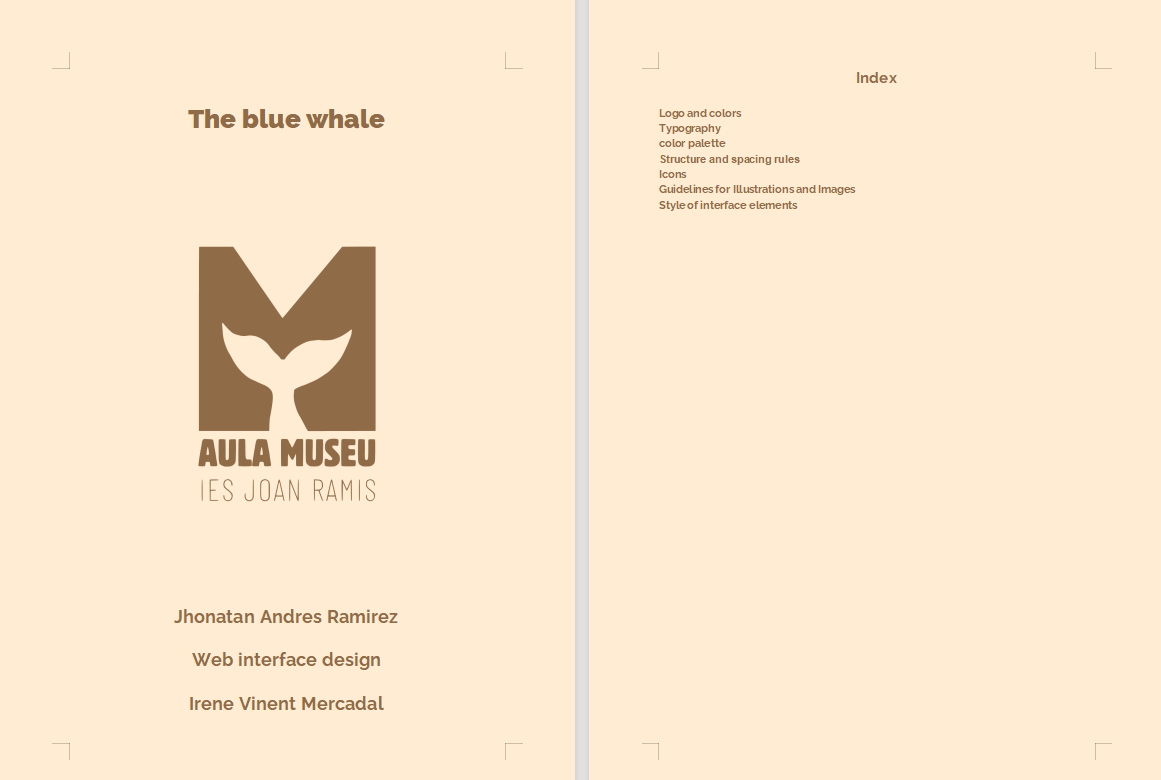 The blue whale
AULA MUSEU
IES JOAN RAMIS
Jhonatan Andres Ramirez
Web interface design
Irene Vinent Mercadal
Index
Logo and colors
Typography
color palette
Structure and spacing rules
Icons
Guidelines for Illustrations and Images
Style of interface elements